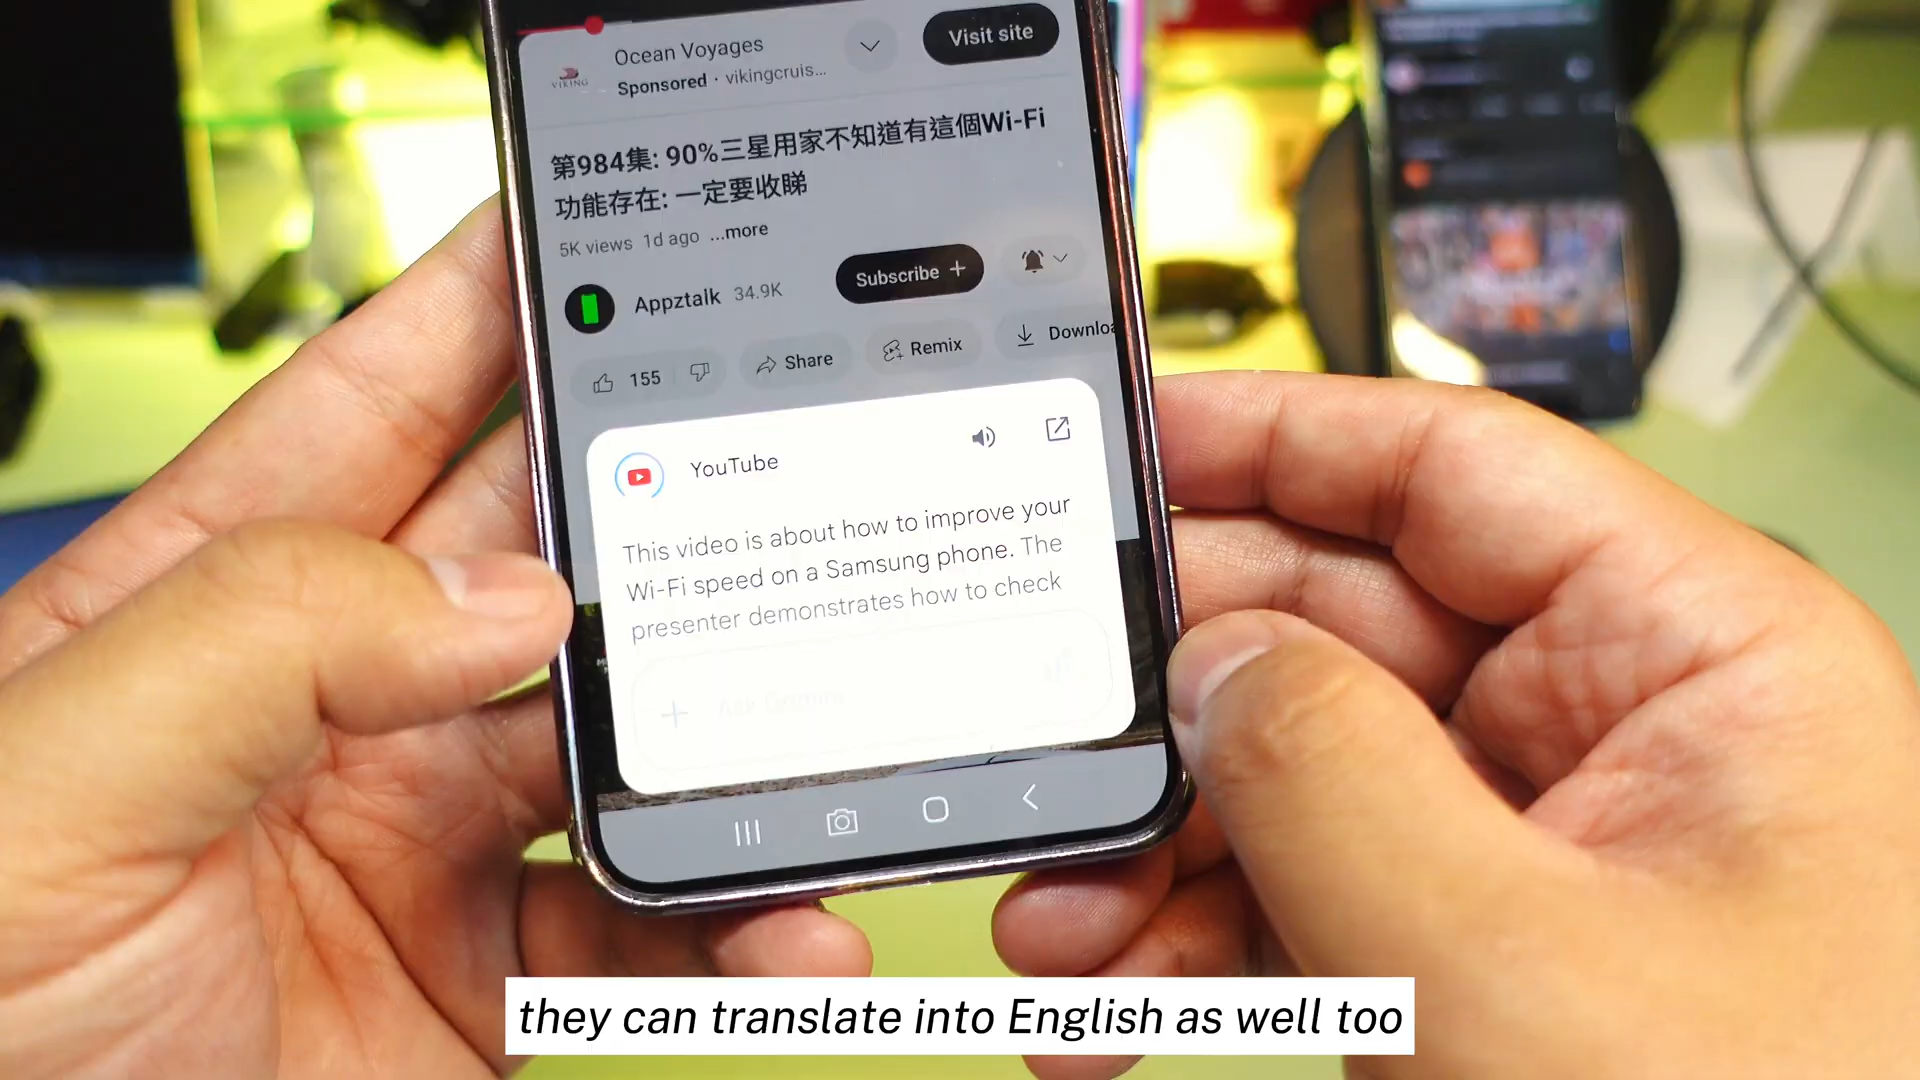 Ocean Voyages
Sponsored · vikingcruis...
VIKING
Visit site
第984集: 90%三星用家不知道有這個Wi-Fi
功能存在: 一定要收睇
5K views 1d ago ...more
Appztalk 34.9K
Subscribe +
155
Share
Remix
Downloa
YouTube
This video is about how to improve your
Wi-Fi speed on a Samsung phone. The
presenter demonstrates how to check
Ask Gemini
they can translate into English as well too